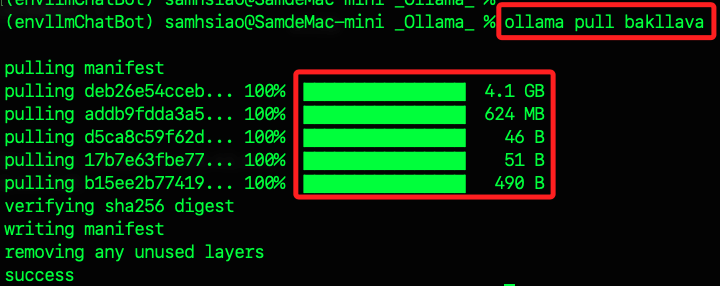 (envllmChatBot) samhsiao@SamdeMac-mini _Ollama_ %
(envllmChatBot) samhsiao@SamdeMac-mini _Ollama_ % ollama pull bakllava
pulling manifest
pulling deb26e54cceb... 100% 4.1 GB
pulling addb9fdda3a5... 100% 624 MB
pulling d5ca8c59f62d... 100% 46 B
pulling 17b7e63fbe77... 100% 51 B
pulling b15ee2b77419... 100% 490 B
verifying sha256 digest
writing manifest
removing any unused layers
success